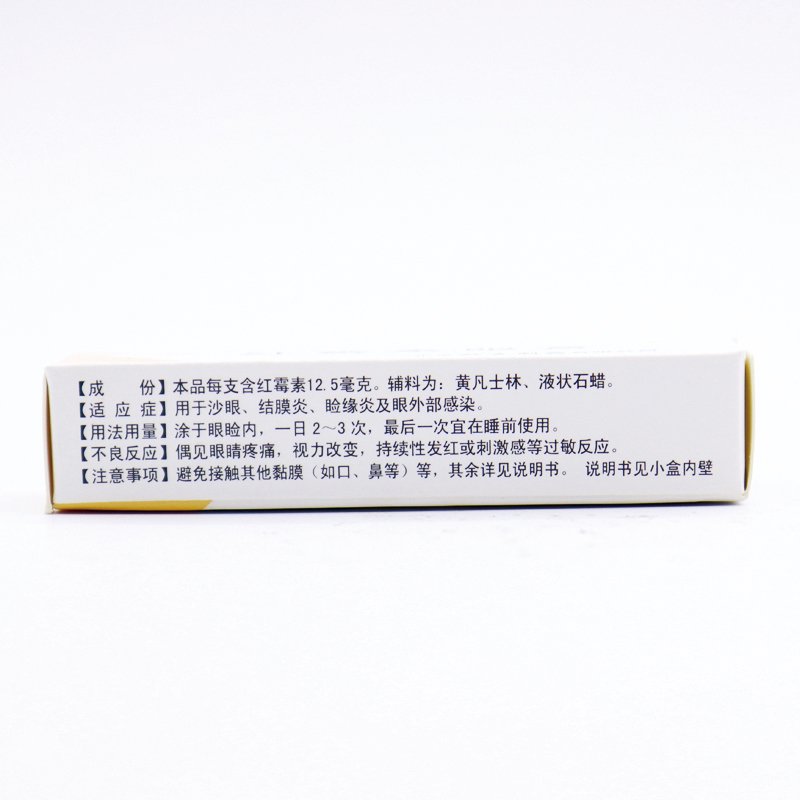 【成 份】本品每支含红霉素12.5毫克。辅料为：黄凡士林、液状石蜡。
【适 应 症】用于沙眼、结膜炎、睑缘炎及眼外部感染。
【用法用量】涂于眼睑内，一日2～3次，最后一次宜在睡前使用。
【不良反应】偶见眼睛疼痛，视力改变，持续性发红或刺激感等过敏反应。
【注意事项】避免接触其他黏膜（如口、鼻等）等，其余详见说明书。 说明书见小盒内壁